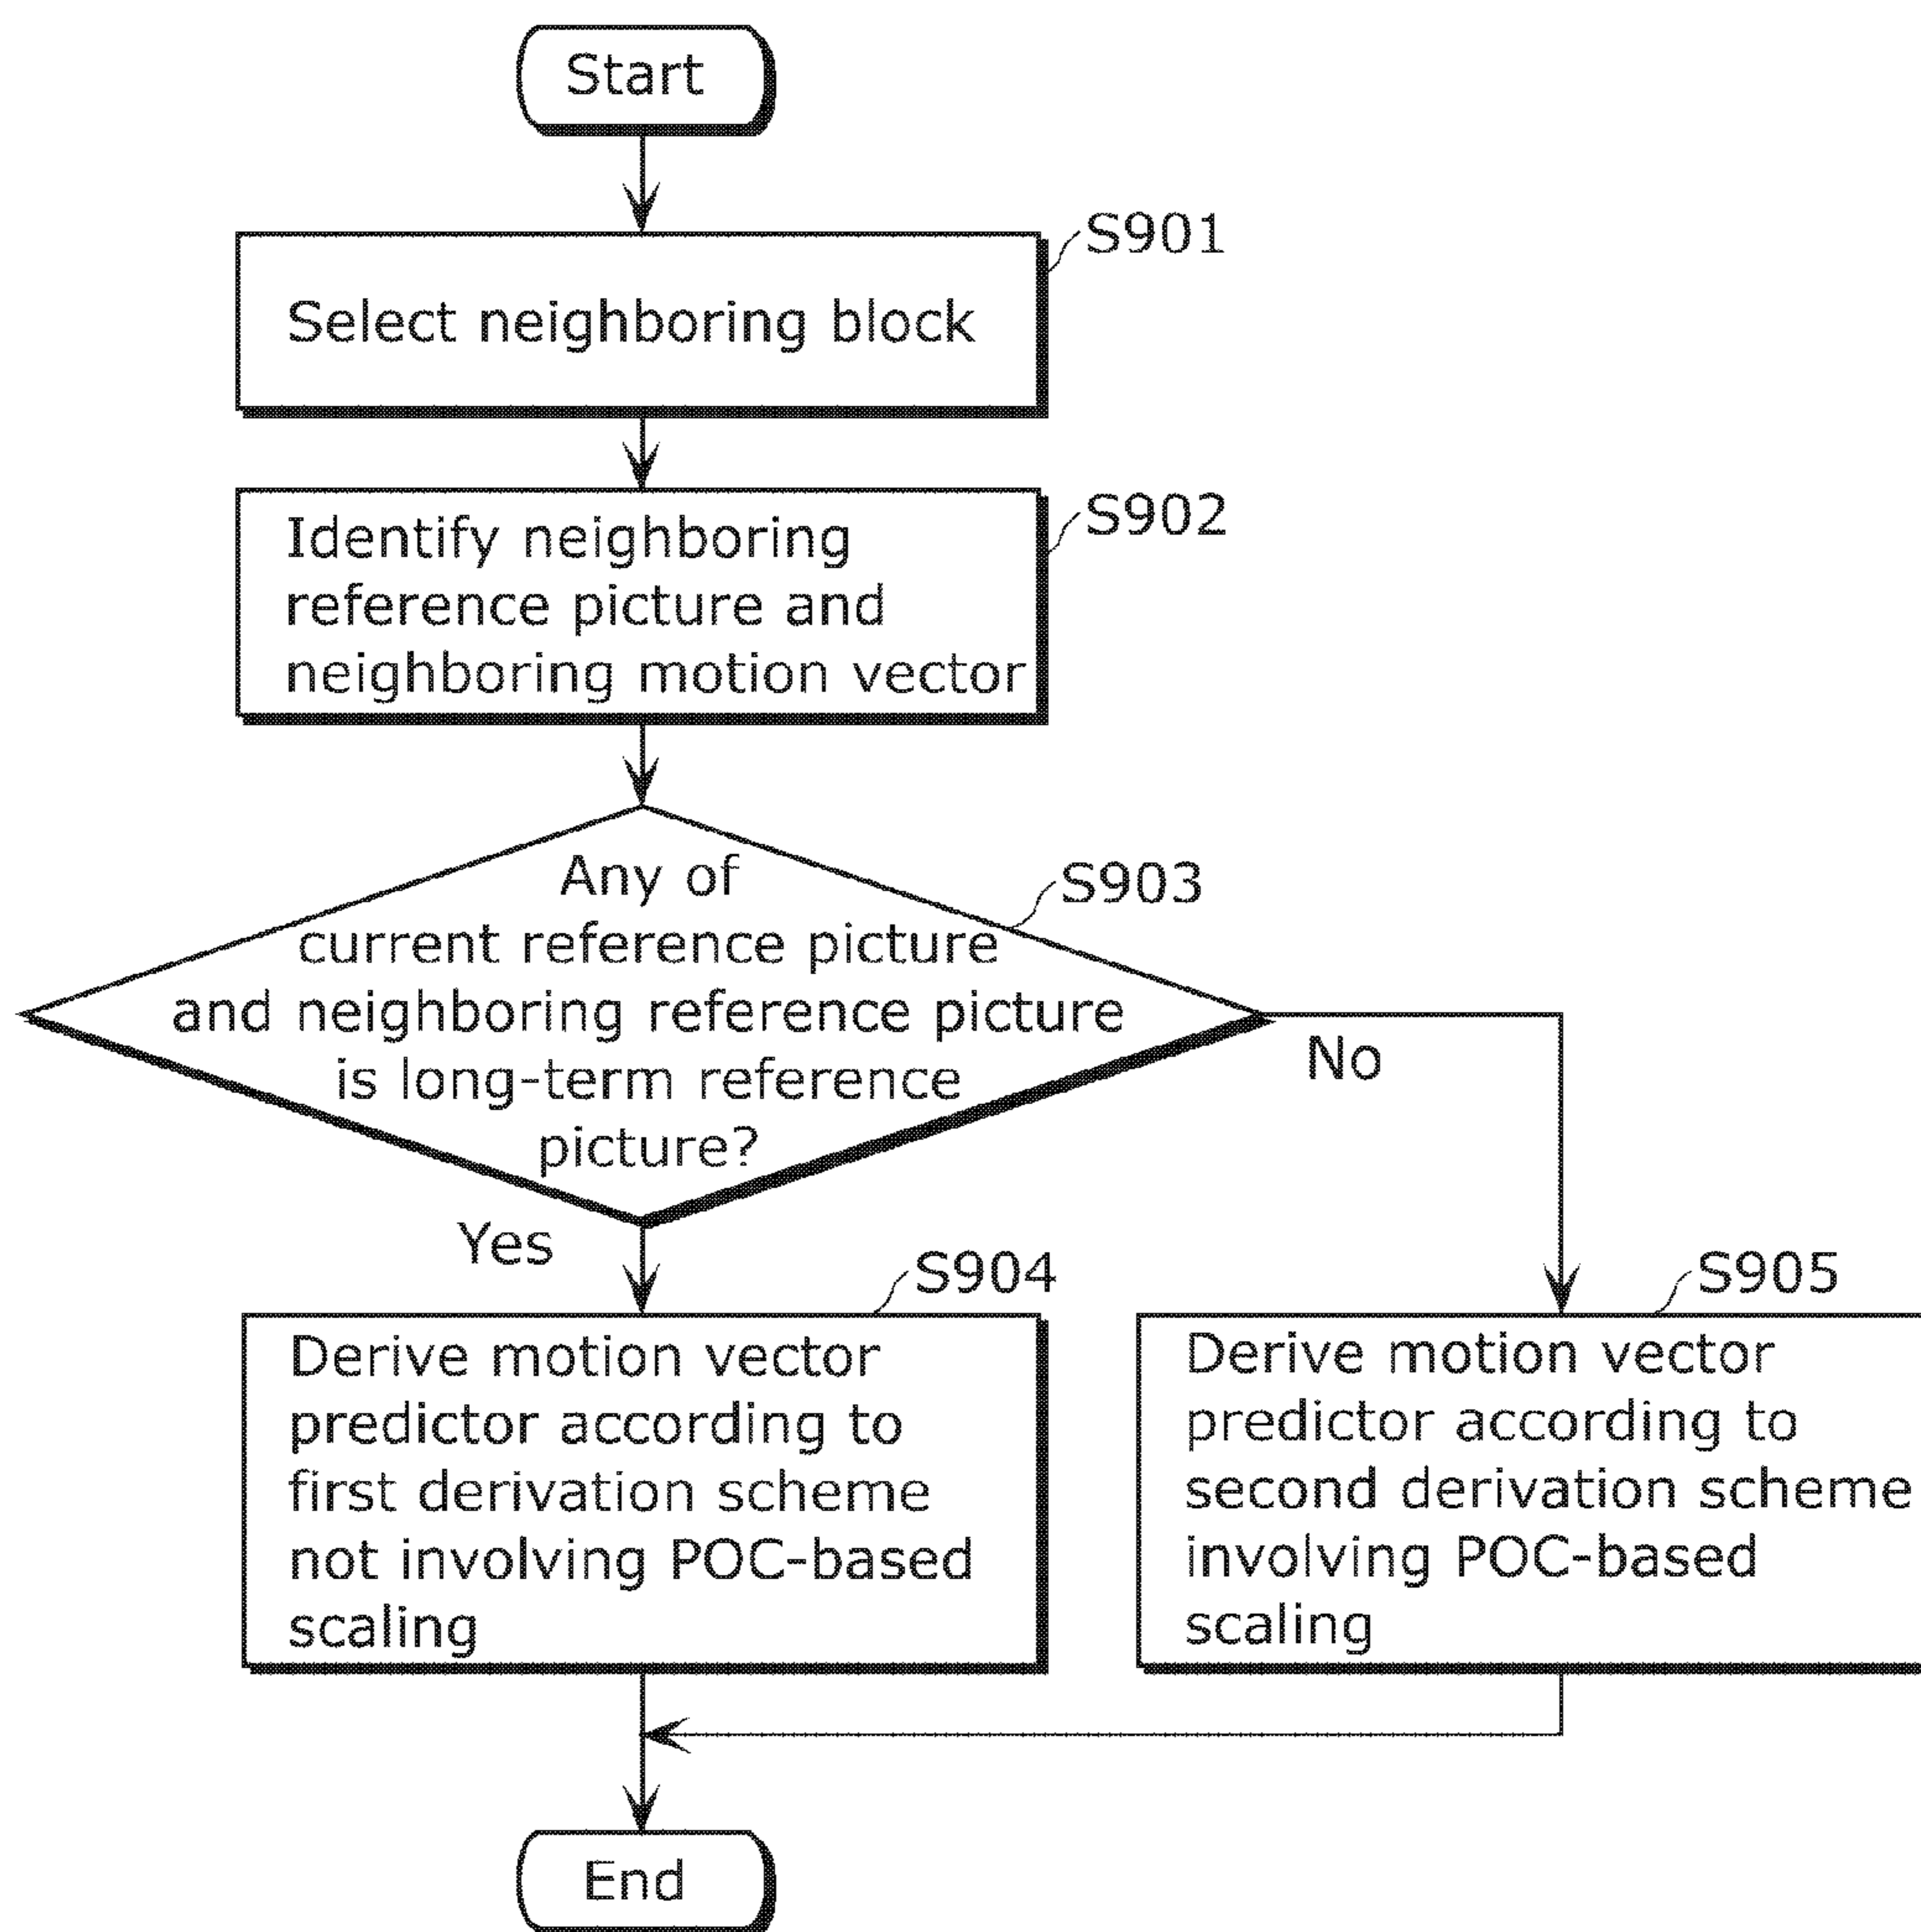 Start
S901
Select neighboring block
S902
Identify neighboring
reference picture and
neighboring motion vector
S903
Any of
current reference picture
and neighboring reference picture
is long-term reference
picture?
No
Yes
S904
Derive motion vector
predictor according to
first derivation scheme
not involving POC-based
scaling
S905
Derive motion vector
predictor according to
second derivation scheme
involving POC-based
scaling
End